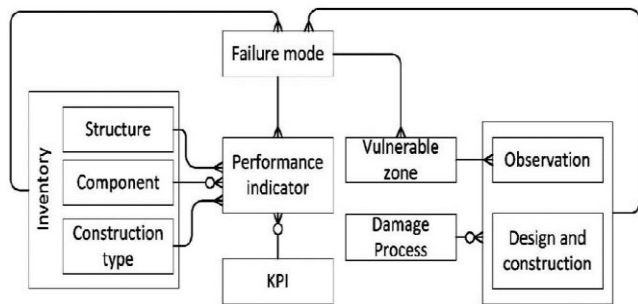 Failure mode
Inventory
Structure
Component
Construction
type
Performance
indicator
KPI
Vulnerable
zone
Damage
Process
Observation
Design and
construction